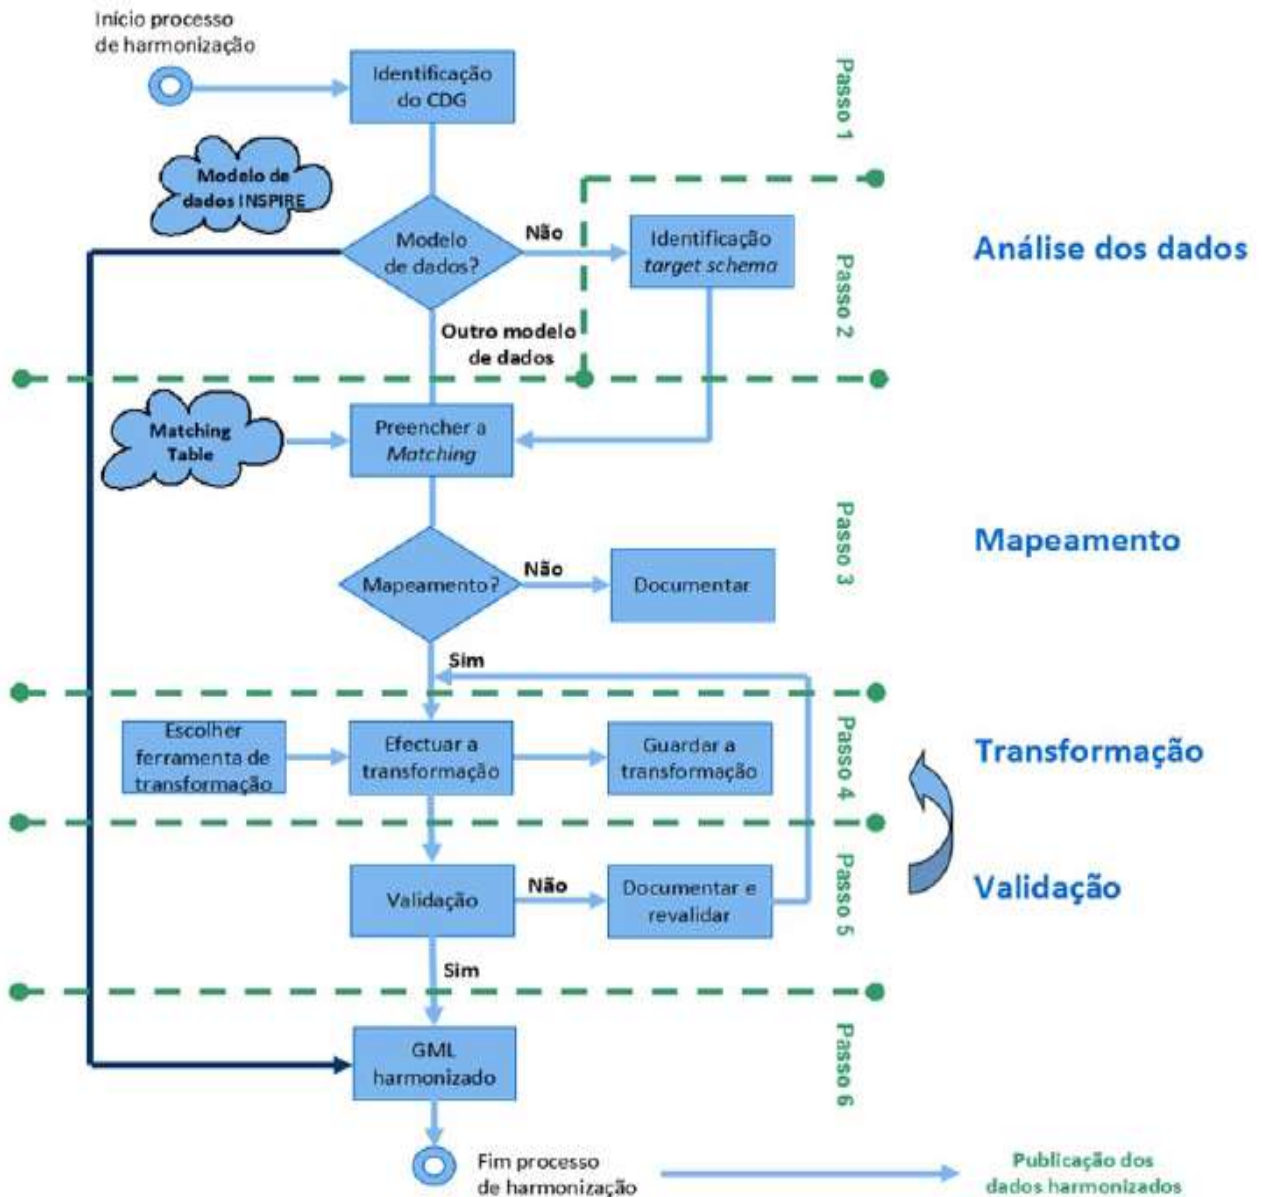 Início processo
de harmonização
Identificação
do CDG
Passo 1
Modelo de
dados INSPIRE
Modelo
de dados?
Não
Identificação
target schema
Passo 2
Análise dos dados
Outro modelo
de dados
Matching
Table
Preencher a
Matching
Passo 3
Mapeamento
Mapeamento?
Não
Documentar
Sim
Escolher
ferramenta de
transformação
Efectuar a
transformação
Guardar a
transformação
Passo 4
Transformação
Validação
Não
Documentar e
revalidar
Passo 5
Validação
Sim
GML
harmonizado
Passo 6
Fim processo
de harmonização
Publicação dos
dados harmonizados